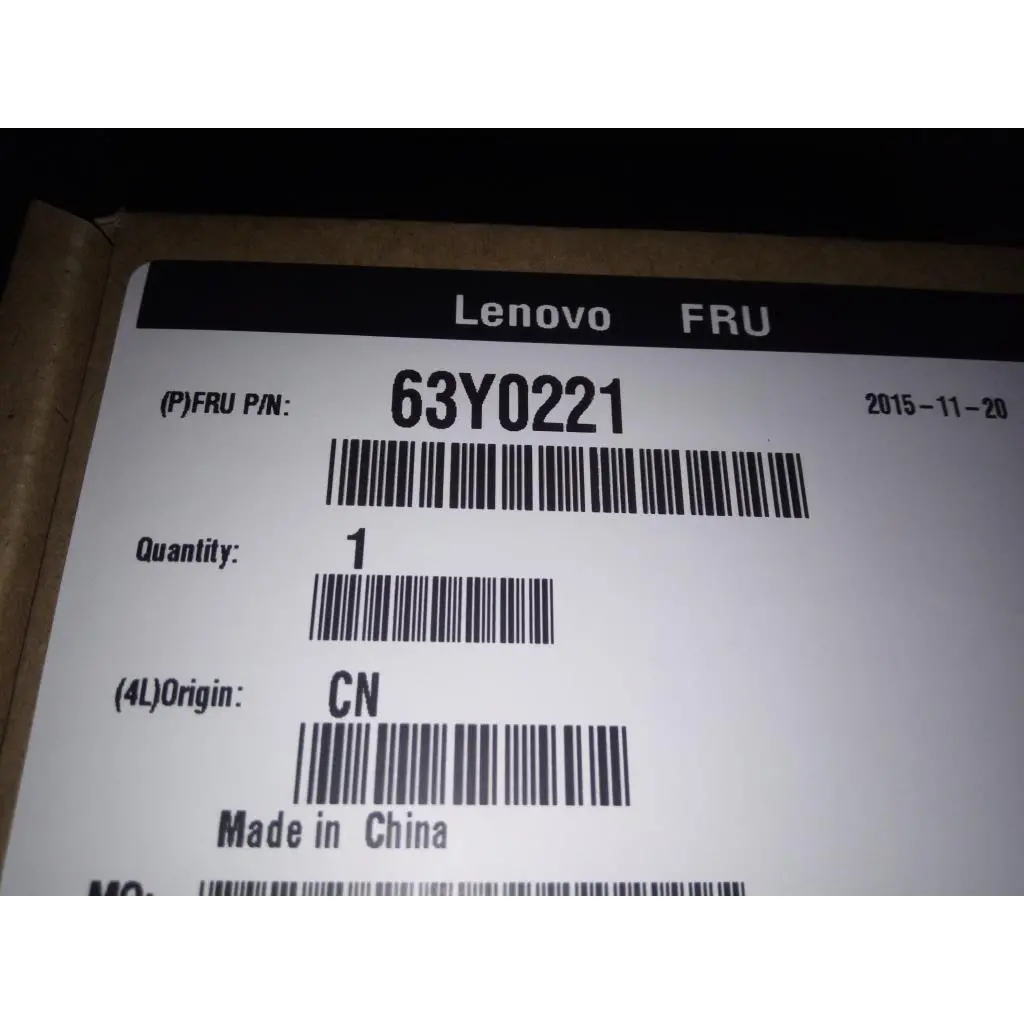 Lenovo FRU
(P)FRU P/N: 63Y0221 2015-11-20
Quantity: 1
(4L)Origin: CN
Made in China